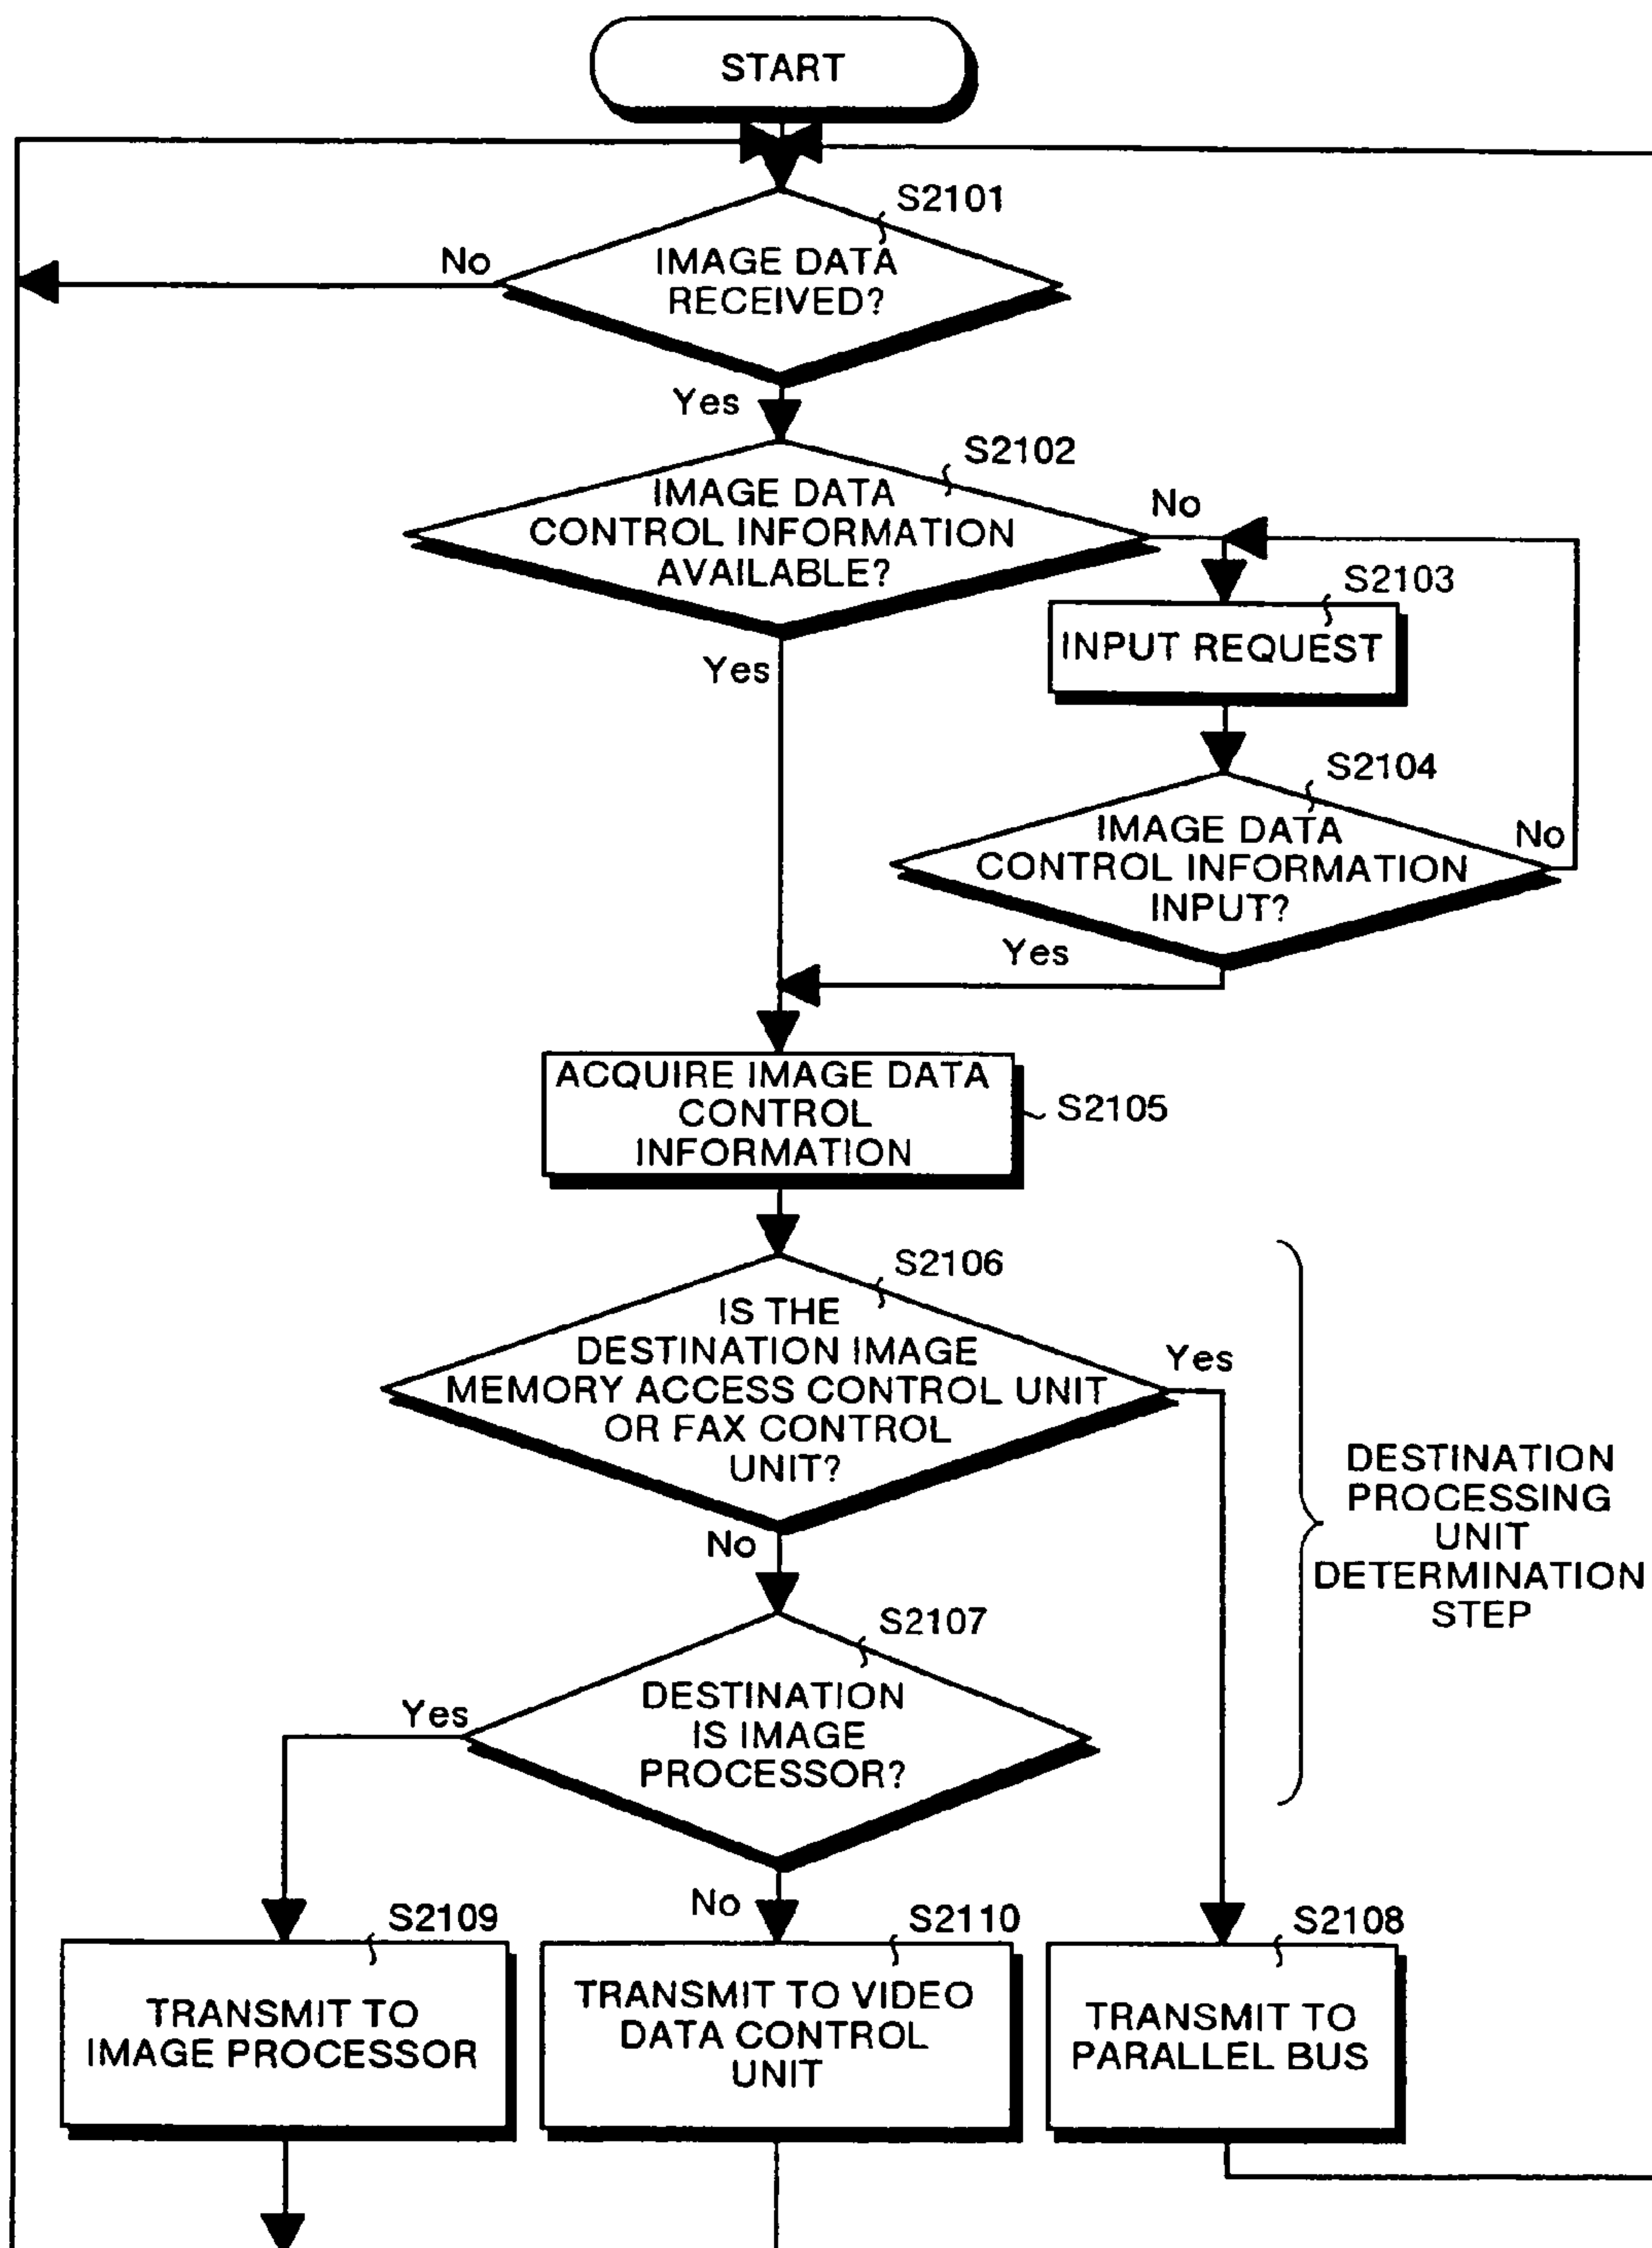 START
S2101
No
IMAGE DATA
RECEIVED?
Yes
S2102
IMAGE DATA
CONTROL INFORMATION
AVAILABLE?
No
S2103
INPUT REQUEST
Yes
S2104
IMAGE DATA
CONTROL INFORMATION
INPUT?
No
Yes
ACQUIRE IMAGE DATA
CONTROL
INFORMATION
S2105
S2106
IS THE
DESTINATION IMAGE
MEMORY ACCESS CONTROL UNIT
OR FAX CONTROL
UNIT?
Yes
No
DESTINATION
PROCESSING
UNIT
DETERMINATION
STEP
S2107
DESTINATION
IS IMAGE
PROCESSOR?
Yes
No
S2109
TRANSMIT TO
IMAGE PROCESSOR
S2110
TRANSMIT TO VIDEO
DATA CONTROL
UNIT
S2108
TRANSMIT TO
PARALLEL BUS